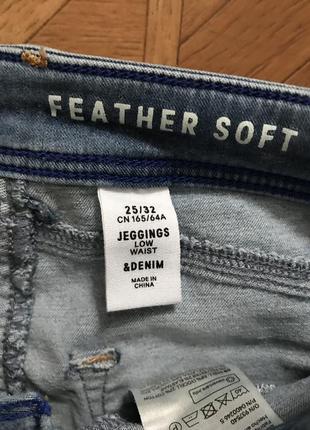 FEATHER SOFT
25/32
CN 165/64A
JEGGINGS
LOW
WAIST
&DENIM
MADE IN
CHINA